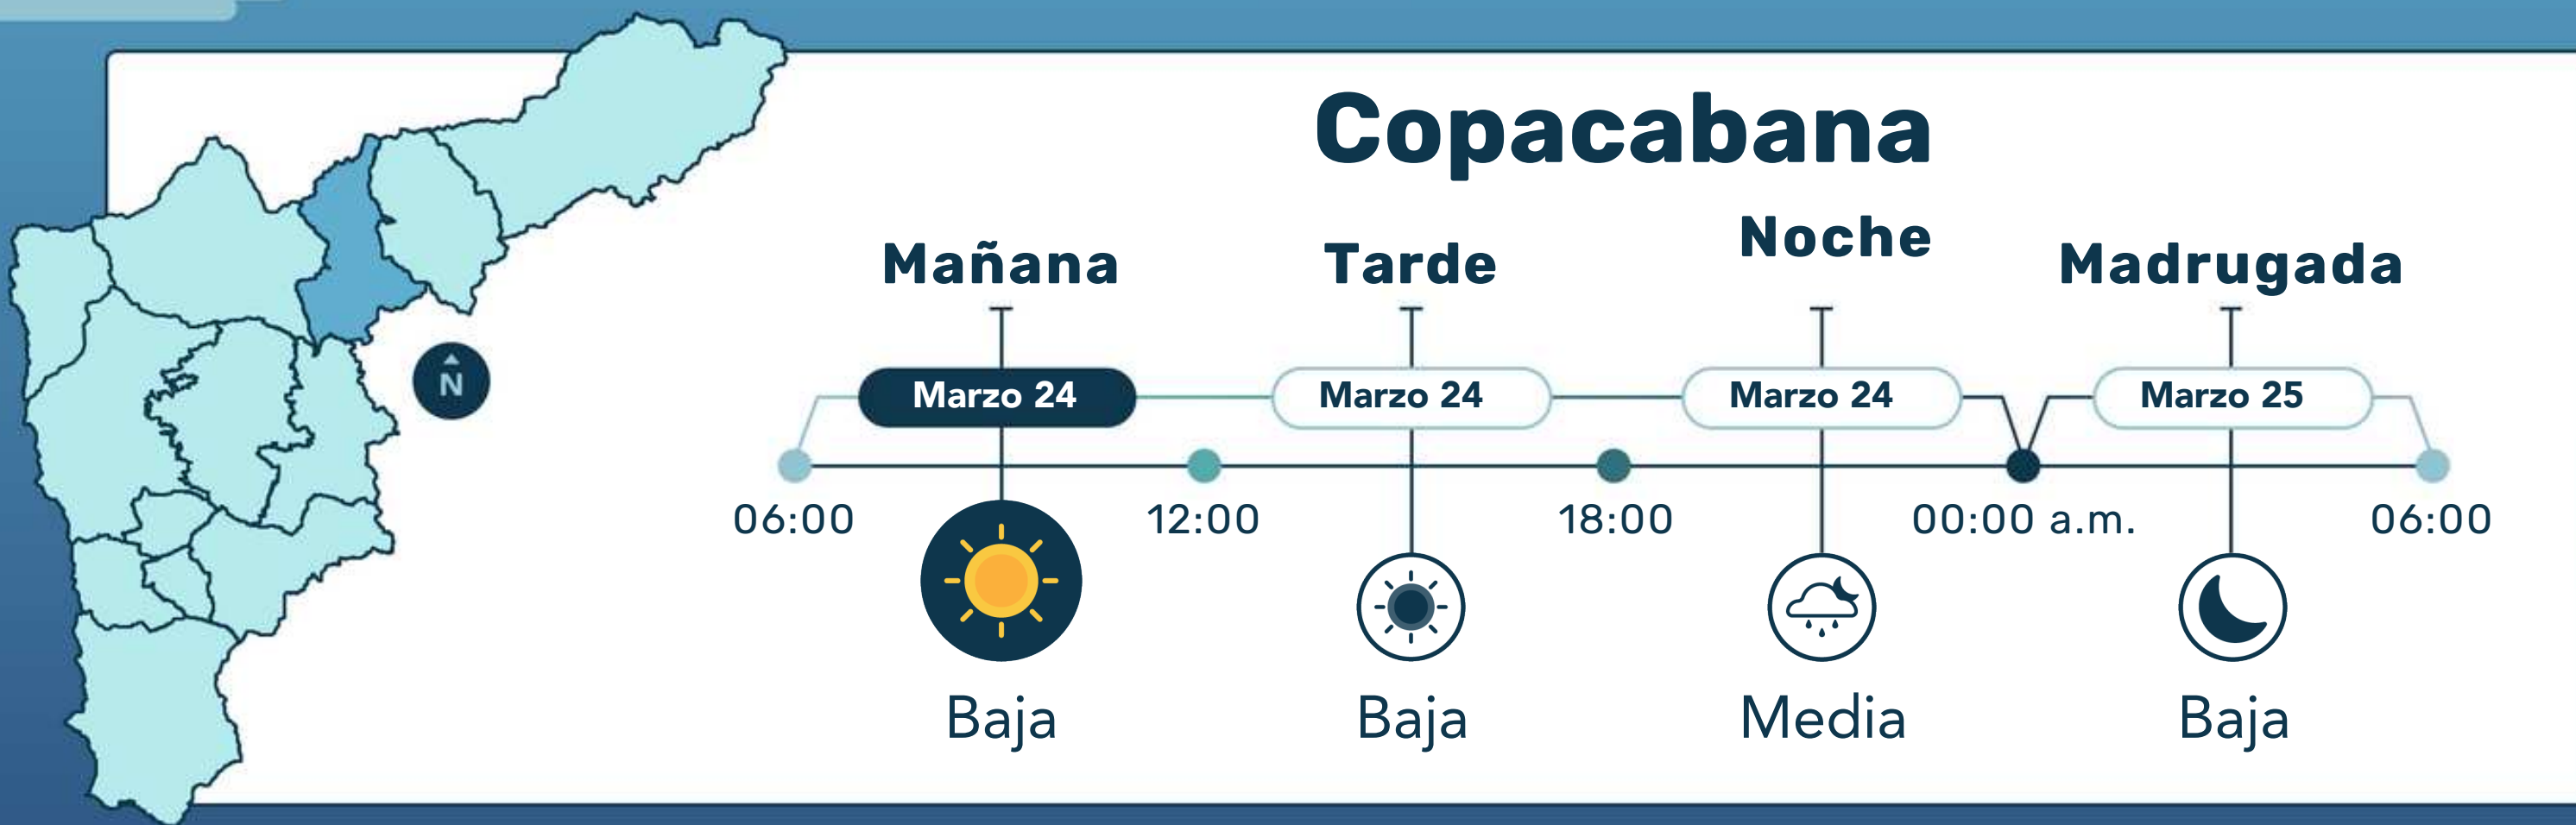 Copacabana
Mañana
Tarde
Noche
Madrugada
Marzo 24
Marzo 24
Marzo 24
Marzo 25
N
06:00
12:00
18:00
00:00 a.m.
06:00
Baja
Baja
Media
Baja